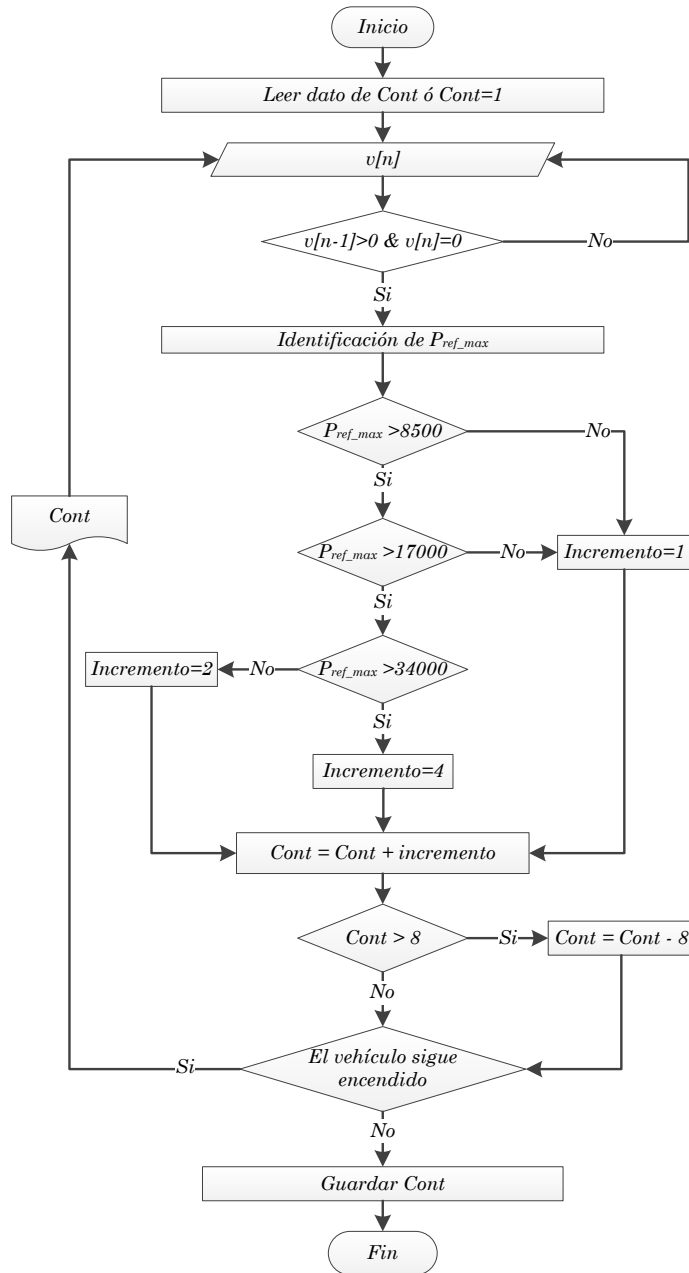 Inicio
Leer dato de Cont ó Cont=1
v[n]
v[n-1]>0 & v[n]=0
No
Si
Identificación de Pref_max
Pref_max >8500
No
Si
Cont
Pref_max >17000
No
Incremento=1
Si
Incremento=2
No
Pref_max >34000
Si
Incremento=4
Cont = Cont + incremento
Cont > 8
Si
Cont = Cont - 8
No
El vehículo sigue
encendido
Si
No
Guardar Cont
Fin